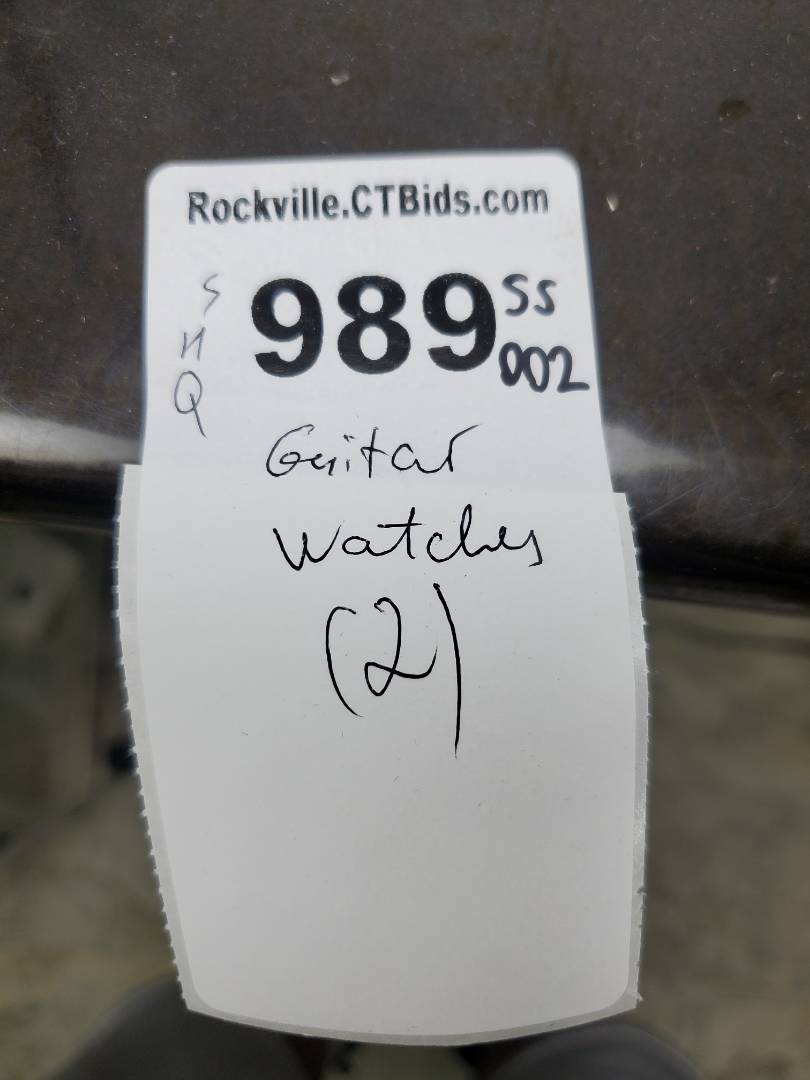 Rockville.CTBids.com
S
H
Q
989
SS
002
Guitar
Watches
(2)